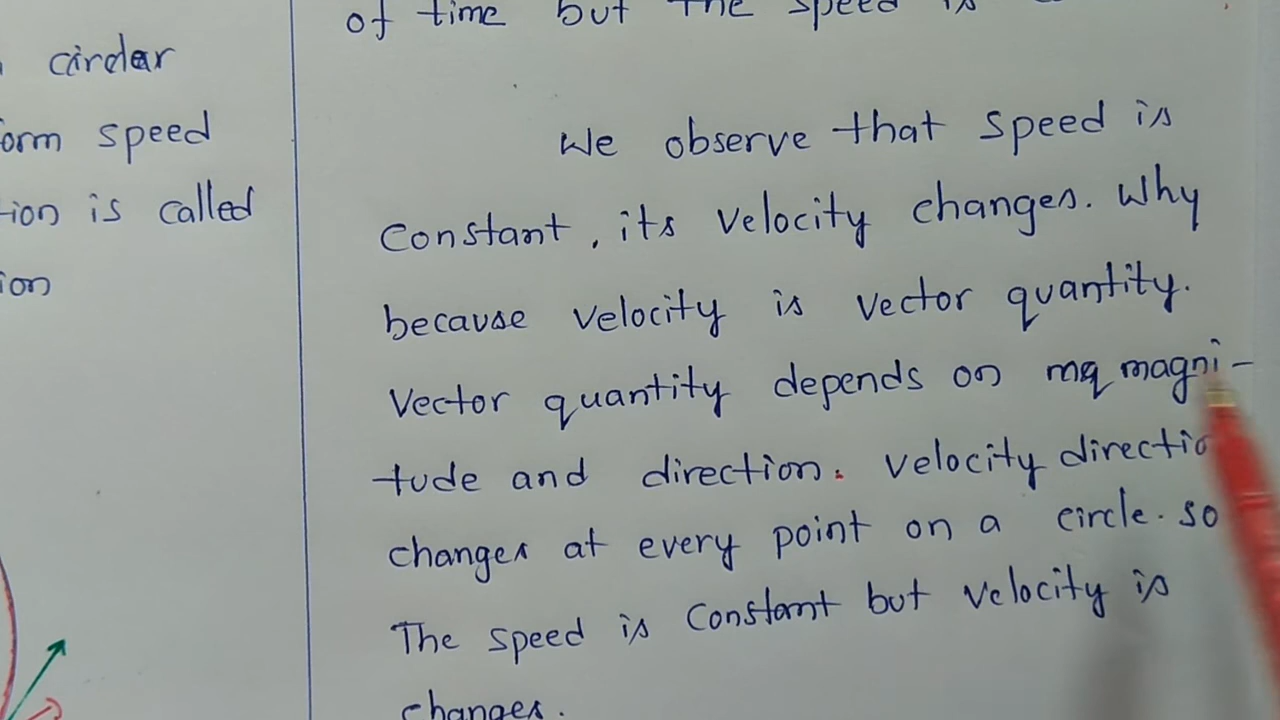 circular
orm speed
tion is called
ion
of time but the speed is
We observe that speed is
Constant, its velocity changes. Why
because velocity is vector quantity.
Vector quantity depends on mq magni-
tude and direction. Velocity directio
changes at every point on a circle. So
The speed is Constant but velocity is
changes.